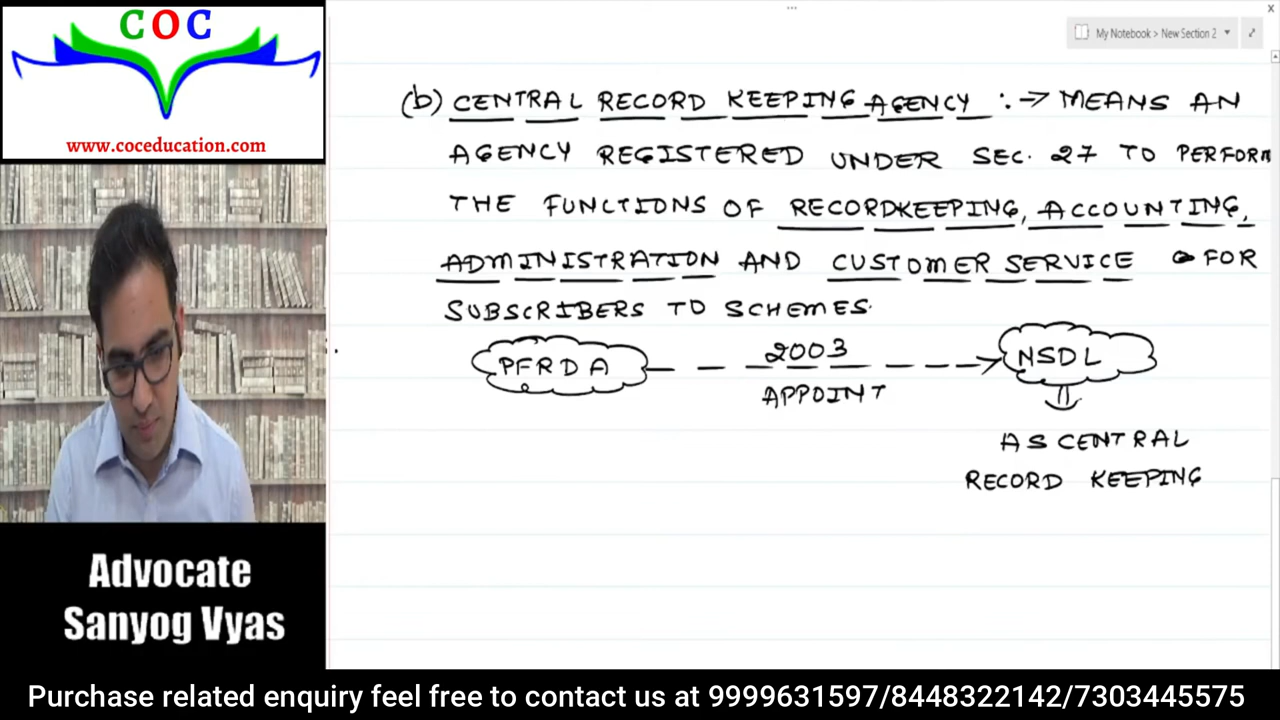 COC
www.coceducation.com
My Notebook > New Section 2
(b) CENTRAL RECORD KEEPING AGENCY :→ MEANS AN
AGENCY REGISTERED UNDER SEC. 27 TO PERFORM
THE FUNCTIONS OF RECORDKEEPING, ACCOUNTING,
ADMINISTRATION AND CUSTOMER SERVICE FOR
SUBSCRIBERS TO SCHEMES.
PFRDA 2003 NSDL
APPOINT
AS CENTRAL
RECORD KEEPING
Advocate
Sanyog Vyas
Purchase related enquiry feel free to contact us at 9999631597/8448322142/7303445575